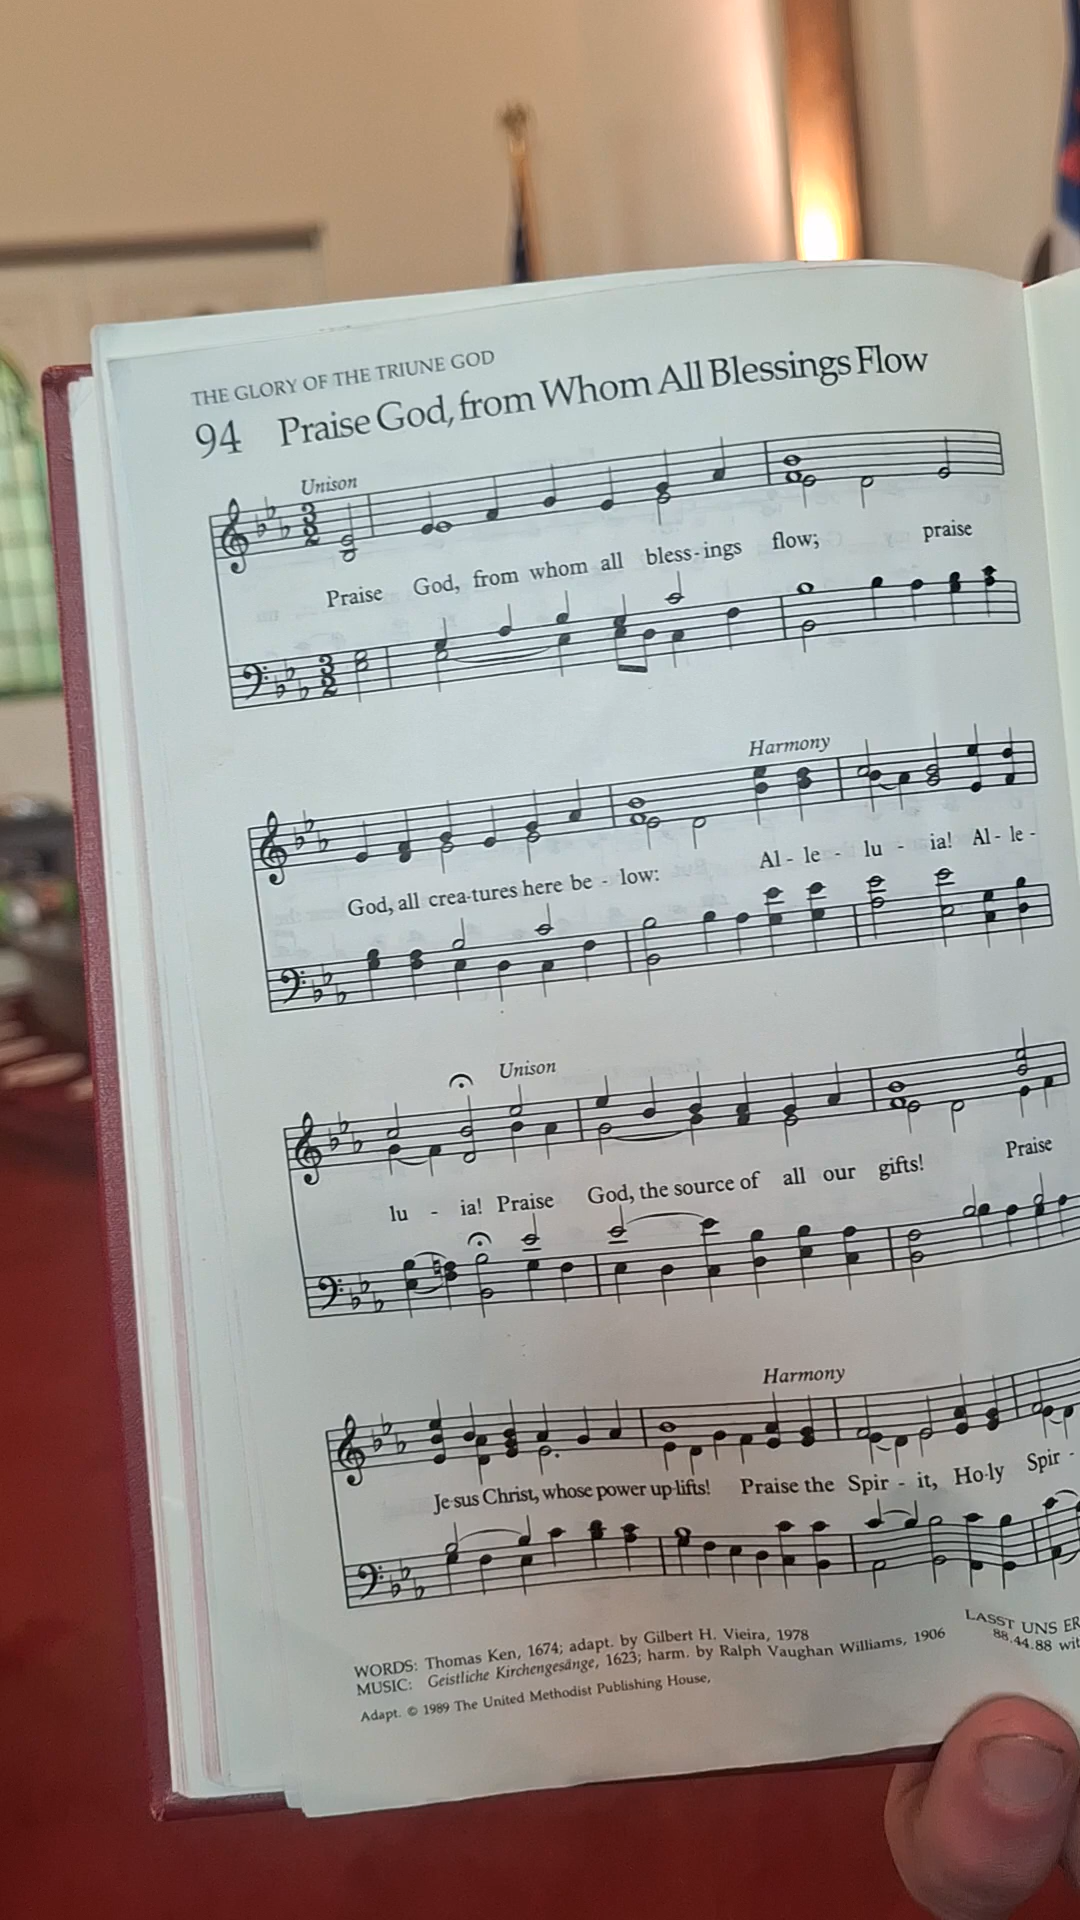 THE GLORY OF THE TRIUNE GOD
94 Praise God, from Whom All Blessings Flow
Unison
Praise God, from whom all bless-ings flow; praise
Harmony
God, all crea-tures here be - low: Al - le - lu - ia! Al - le -
Unison
lu - ia! Praise God, the source of all our gifts! Praise
Harmony
Je-sus Christ, whose power up-lifts! Praise the Spir - it, Ho-ly Spir -
WORDS: Thomas Ken, 1674; adapt. by Gilbert H. Vieira, 1978
MUSIC: Geistliche Kirchengesänge, 1623; harm. by Ralph Vaughan Williams, 1906
Adapt. © 1989 The United Methodist Publishing House,
LASST UNS ER
88.44.88 wit